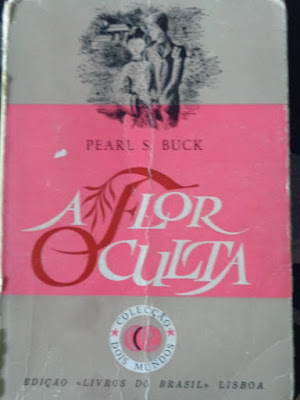 PEARL S. BUCK
A FLOR
OCULTA
COLECÇÃO
DOIS MUNDOS
EDIÇÃO «LIVROS DO BRASIL» LISBOA